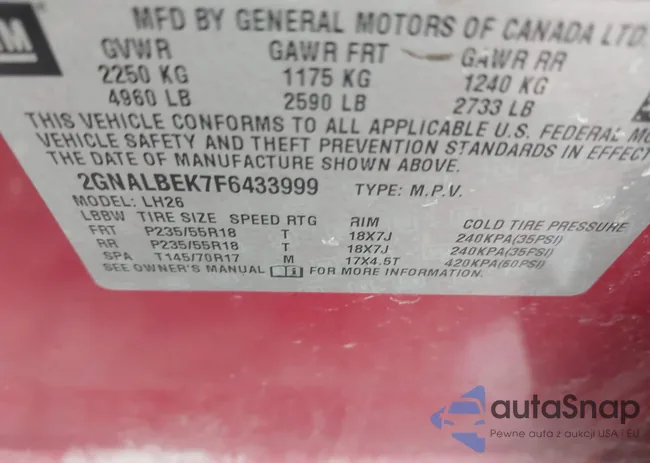 GM
MFD BY GENERAL MOTORS OF CANADA LTD
GVWR GAWR FRT GAWR RR
2250 KG 1175 KG 1240 KG
4960 LB 2590 LB 2733 LB
THIS VEHICLE CONFORMS TO ALL APPLICABLE U.S. FEDERAL MO
VEHICLE SAFETY AND THEFT PREVENTION STANDARDS IN EFFECT
THE DATE OF MANUFACTURE SHOWN ABOVE.
2GNALBEK7F6433999 TYPE: M.P.V.
MODEL: LH26
LBBW TIRE SIZE SPEED RTG RIM COLD TIRE PRESSURE
FRT P235/55R18 T 18X7J 240KPA(35PSI)
RR P235/55R18 T 18X7J 240KPA(35PSI)
SPA T145/70R17 M 17X4.5T 420KPA(60PSI)
SEE OWNER'S MANUAL FOR MORE INFORMATION.
autaSnap
Pewne auta z aukcji USA i EU